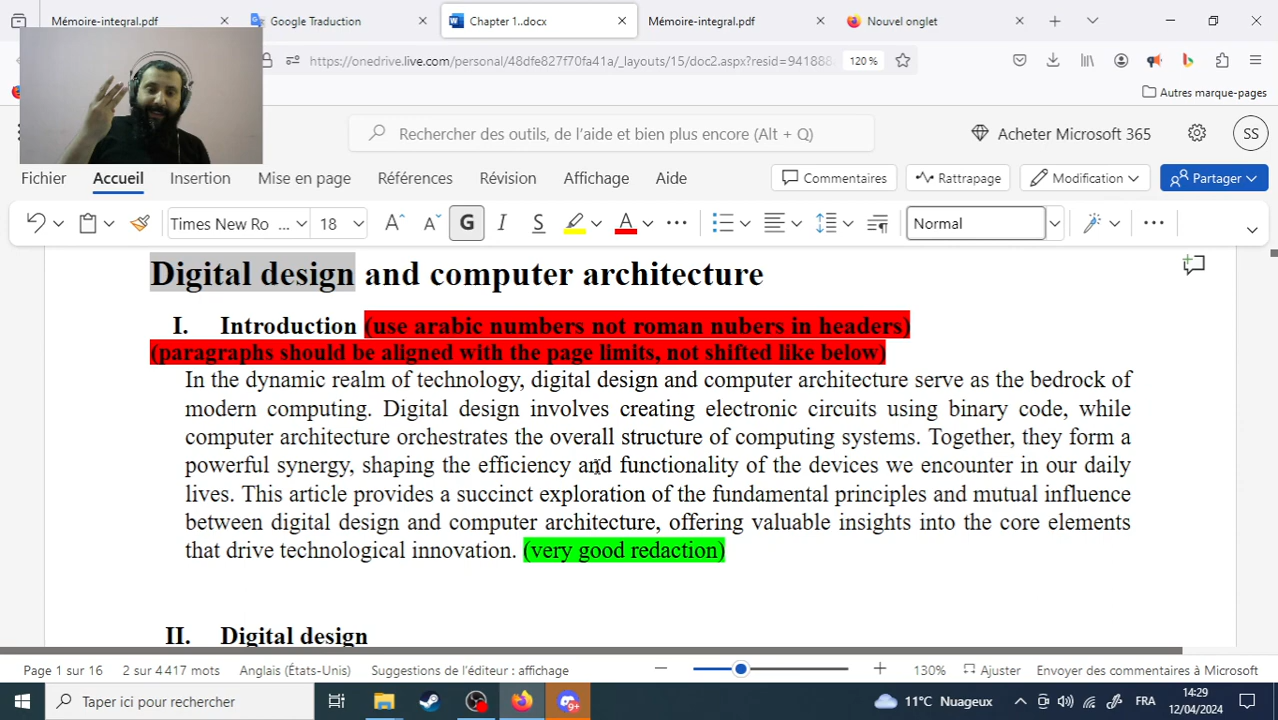 Mémoire-integral.pdf
Google Traduction
Chapter 1..docx
Mémoire-integral.pdf
Nouvel onglet
https://onedrive.live.com/personal/48dfe827f70fa41a/_layouts/15/doc2.aspx?resid=941888
120 %
Autres marque-pages
Rechercher des outils, de l'aide et bien plus encore (Alt + Q)
Acheter Microsoft 365
SS
Fichier Accueil Insertion Mise en page Références Révision Affichage Aide
Commentaires Rattrapage Modification Partager
Times New Ro 18 G I S A Normal
Digital design and computer architecture
I. Introduction (use arabic numbers not roman nubers in headers)
(paragraphs should be aligned with the page limits, not shifted like below)
In the dynamic realm of technology, digital design and computer architecture serve as the bedrock of
modern computing. Digital design involves creating electronic circuits using binary code, while
computer architecture orchestrates the overall structure of computing systems. Together, they form a
powerful synergy, shaping the efficiency and functionality of the devices we encounter in our daily
lives. This article provides a succinct exploration of the fundamental principles and mutual influence
between digital design and computer architecture, offering valuable insights into the core elements
that drive technological innovation. (very good redaction)
II. Digital design
Page 1 sur 16 2 sur 4 417 mots Anglais (États-Unis) Suggestions de l'éditeur : affichage
130% Ajuster Envoyer des commentaires à Microsoft
Taper ici pour rechercher
9+
11°C Nuageux
FRA
14:29
12/04/2024